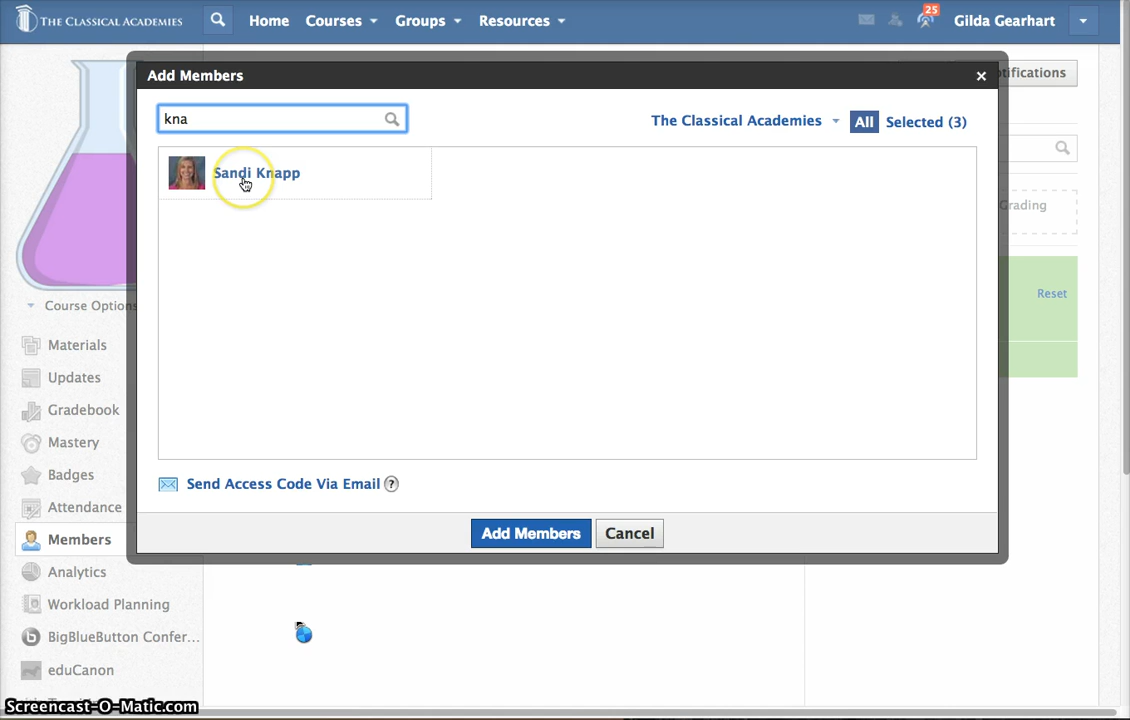 THE CLASSICAL ACADEMIES Home Courses Groups Resources 25 Gilda Gearhart
Notifications
Add Members ×
kna The Classical Academies All Selected (3)
Sandi Knapp
Grading
Reset
Course Options
Materials
Updates
Gradebook
Mastery
Badges
Attendance
Members
Analytics
Workload Planning
BigBlueButton Confer...
eduCanon
Send Access Code Via Email ?
Add Members Cancel
Screencast-O-Matic.com